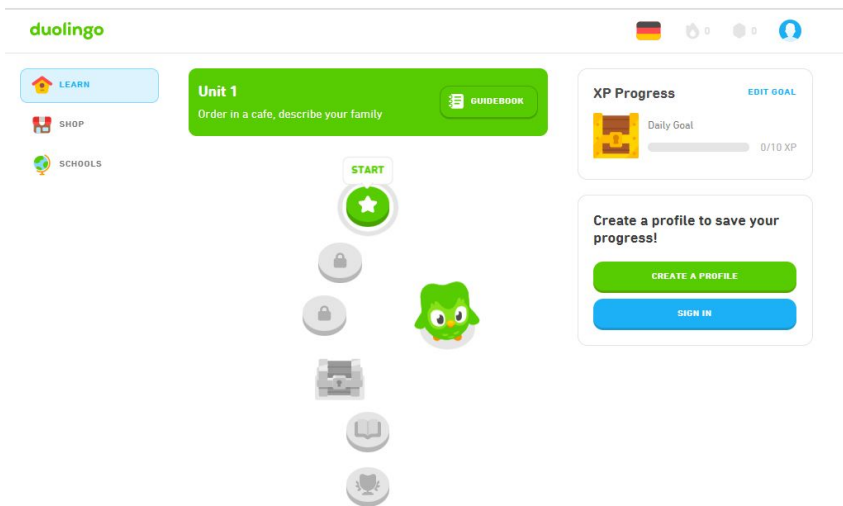 duolingo
0
0
LEARN
SHOP
SCHOOLS
Unit 1
Order in a cafe, describe your family
GUIDEBOOK
START
XP Progress
EDIT GOAL
Daily Goal
0/10 XP
Create a profile to save your
progress!
CREATE A PROFILE
SIGN IN